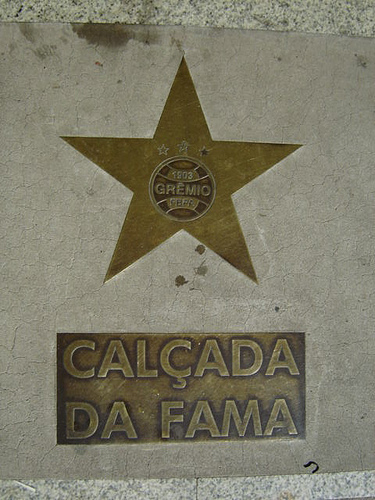 1903
GRÊMIO
FBPA
CALÇADA
DA FAMA